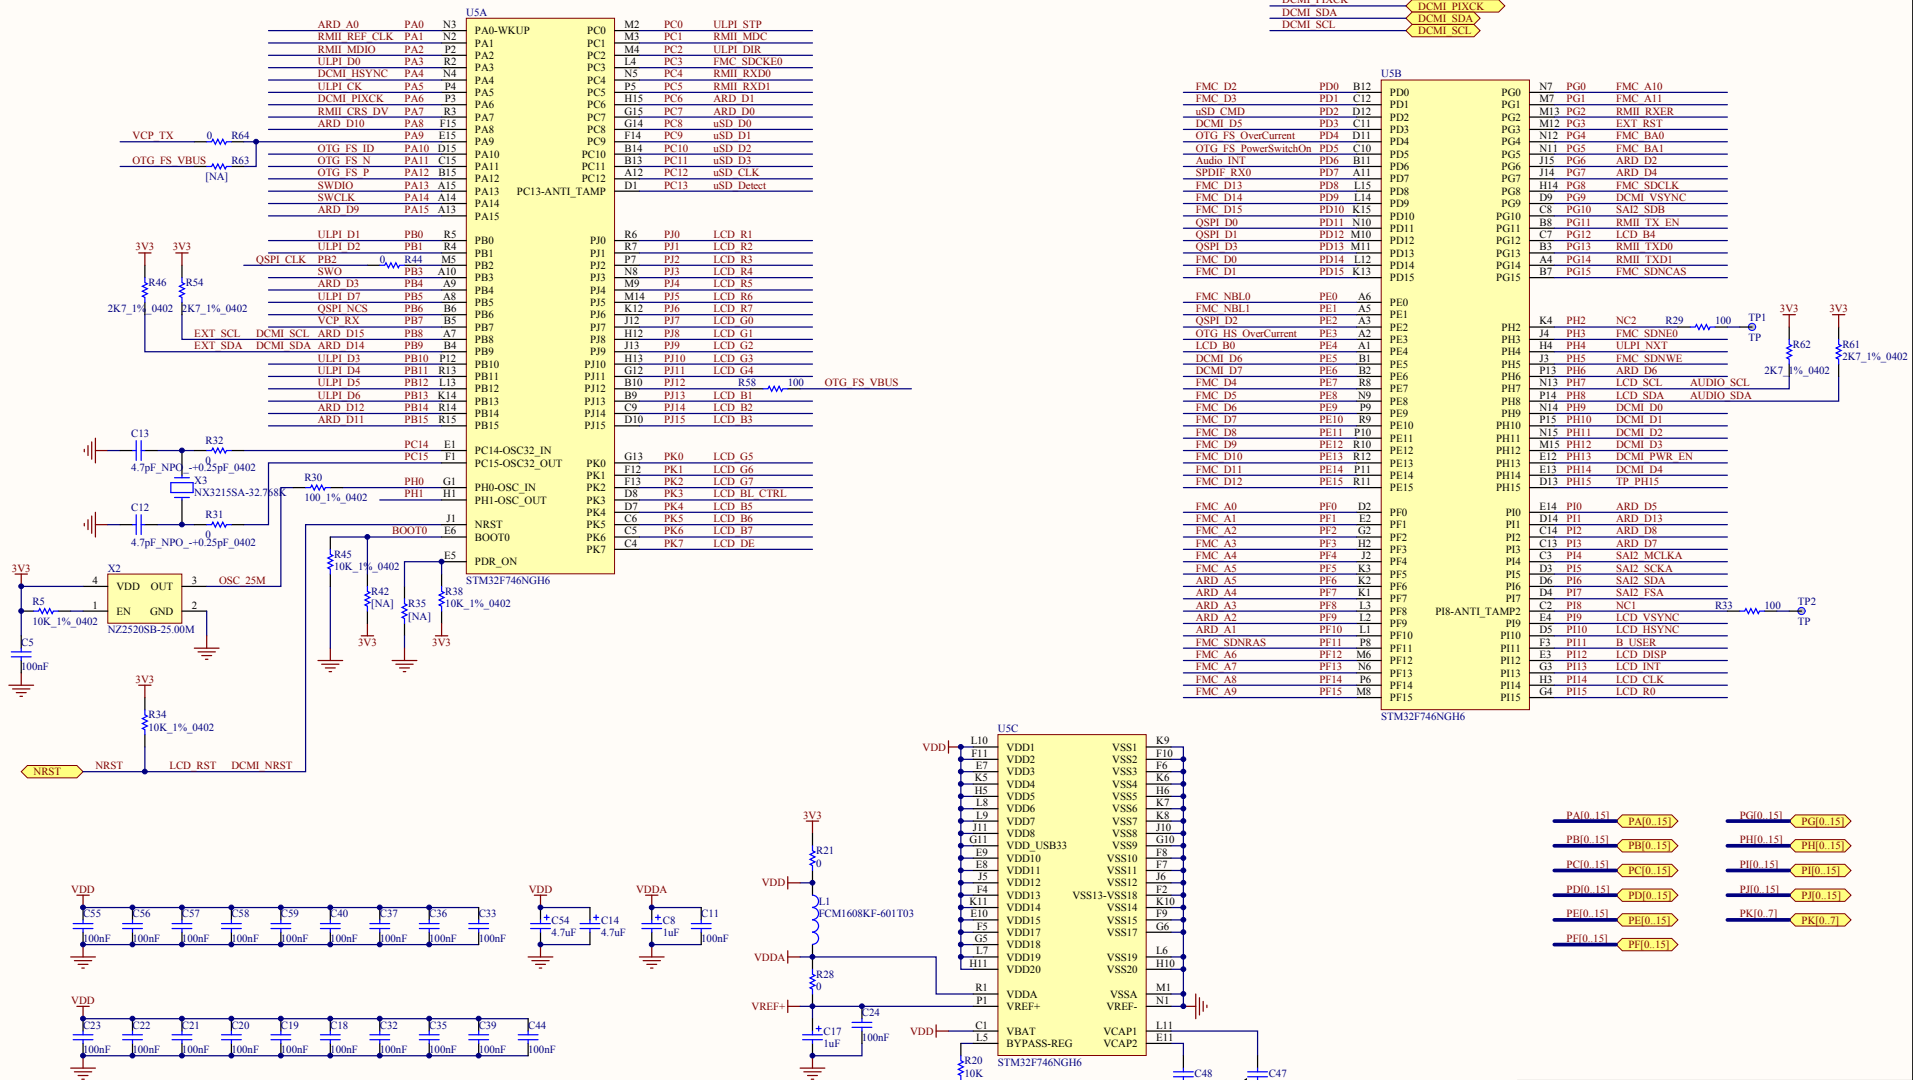 DCMI_PIXCK DCMI_PIXCK
DCMI_SDA DCMI_SDA
DCMI_SCL DCMI_SCL
U5A
ARD_A0 PA0 N3 PA0-WKUP PC0 M2 PC0 ULPI_STP
RMII_REF_CLK PA1 N2 PA1 PC1 M3 PC1 RMII_MDC
RMII_MDIO PA2 P2 PA2 PC2 M4 PC2 ULPI_DIR
ULPI_D0 PA3 R2 PA3 PC3 L4 PC3 FMC_SDCKE0
DCMI_HSYNC PA4 N4 PA4 PC4 N5 PC4 RMII_RXD0
ULPI_CK PA5 P4 PA5 PC5 P5 PC5 RMII_RXD1
DCMI_PIXCK PA6 P3 PA6 PC6 H15 PC6 ARD_D1
RMII_CRS_DV PA7 R3 PA7 PC7 G15 PC7 ARD_D0
ARD_D10 PA8 F15 PA8 PC8 G14 PC8 uSD_D0
VCP_TX 0 R64 PA9 E15 PA9 PC9 F14 PC9 uSD_D1
OTG_FS_ID PA10 D15 PA10 PC10 B14 PC10 uSD_D2
OTG_FS_VBUS R63 [NA] OTG_FS_N PA11 C15 PA11 PC11 B13 PC11 uSD_D3
OTG_FS_P PA12 B15 PA12 PC12 A12 PC12 uSD_CLK
SWDIO PA13 A15 PA13 PC13-ANTI_TAMP D1 PC13 uSD_Detect
SWCLK PA14 A14 PA14
ARD_D9 PA15 A13 PA15
ULPI_D1 PB0 R5 PB0 PJ0 R6 PJ0 LCD_R1
ULPI_D2 PB1 R4 PB1 PJ1 R7 PJ1 LCD_R2
QSPI_CLK PB2 0 R44 M5 PB2 PJ2 P7 PJ2 LCD_R3
SWO PB3 A10 PB3 PJ3 N8 PJ3 LCD_R4
ARD_D3 PB4 A9 PB4 PJ4 M9 PJ4 LCD_R5
ULPI_D7 PB5 A8 PB5 PJ5 M14 PJ5 LCD_R6
QSPI_NCS PB6 B6 PB6 PJ6 K12 PJ6 LCD_R7
VCP_RX PB7 B5 PB7 PJ7 J12 PJ7 LCD_G0
EXT_SCL DCMI_SCL ARD_D15 PB8 A7 PB8 PJ8 H12 PJ8 LCD_G1
EXT_SDA DCMI_SDA ARD_D14 PB9 B4 PB9 PJ9 J13 PJ9 LCD_G2
ULPI_D3 PB10 P12 PB10 PJ10 H13 PJ10 LCD_G3
ULPI_D4 PB11 R13 PB11 PJ11 G12 PJ11 LCD_G4
ULPI_D5 PB12 L13 PB12 PJ12 B10 PJ12 R58 100 OTG_FS_VBUS
ULPI_D6 PB13 K14 PB13 PJ13 B9 PJ13 LCD_B1
ARD_D12 PB14 R14 PB14 PJ14 C9 PJ14 LCD_B2
ARD_D11 PB15 R15 PB15 PJ15 D10 PJ15 LCD_B3
3V3 3V3
R46 R54
2K7_1%_0402 2K7_1%_0402
PC14 E1 PC14-OSC32_IN
PC15 F1 PC15-OSC32_OUT PK0 G13 PK0 LCD_G5
PK1 F12 PK1 LCD_G6
PH0 G1 PH0-OSC_IN PK2 F13 PK2 LCD_G7
PH1 H1 PH1-OSC_OUT PK3 D8 PK3 LCD_BL_CTRL
PK4 D7 PK4 LCD_B5
J1 NRST PK5 C6 PK5 LCD_B6
BOOT0 E6 BOOT0 PK6 C5 PK6 LCD_B7
PK7 C4 PK7 LCD_DE
E5 PDR_ON
STM32F746NGH6
C13 R32
4.7pF_NPO_-+0.25pF_0402 0
X3
NX3215SA-32.768K
R30
100_1%_0402
C12 R31
4.7pF_NPO_-+0.25pF_0402 0
3V3 X2
4 VDD OUT 3 OSC_25M
R5 1 EN GND 2
10K_1%_0402 NZ2520SB-25.00M
C5
100nF
R45
10K_1%_0402
R42
[NA]
R35
[NA]
R38
10K_1%_0402
3V3 3V3
3V3
R34
10K_1%_0402
NRST NRST LCD_RST DCMI_NRST
U5B
FMC_D2 PD0 B12 PD0 PG0 N7 PG0 FMC_A10
FMC_D3 PD1 C12 PD1 PG1 M7 PG1 FMC_A11
uSD_CMD PD2 D12 PD2 PG2 M13 PG2 RMII_RXER
DCMI_D5 PD3 C11 PD3 PG3 M12 PG3 EXT_RST
OTG_FS_OverCurrent PD4 D11 PD4 PG4 N12 PG4 FMC_BA0
OTG_FS_PowerSwitchOn PD5 C10 PD5 PG5 N11 PG5 FMC_BA1
Audio_INT PD6 B11 PD6 PG6 J15 PG6 ARD_D2
SPDIF_RX0 PD7 A11 PD7 PG7 J14 PG7 ARD_D4
FMC_D13 PD8 L15 PD8 PG8 H14 PG8 FMC_SDCLK
FMC_D14 PD9 L14 PD9 PG9 D9 PG9 DCMI_VSYNC
FMC_D15 PD10 K15 PD10 PG10 C8 PG10 SAI2_SDB
QSPI_D0 PD11 N10 PD11 PG11 B8 PG11 RMII_TX_EN
QSPI_D1 PD12 M10 PD12 PG12 C7 PG12 LCD_B4
QSPI_D3 PD13 M11 PD13 PG13 B3 PG13 RMII_TXD0
FMC_D0 PD14 L12 PD14 PG14 A4 PG14 RMII_TXD1
FMC_D1 PD15 K13 PD15 PG15 B7 PG15 FMC_SDNCAS
FMC_NBL0 PE0 A6 PE0
FMC_NBL1 PE1 A5 PE1
QSPI_D2 PE2 A3 PE2 PH2 K4 PH2 NC2 R29 100 TP1 TP
OTG_HS_OverCurrent PE3 A2 PE3 PH3 J4 PH3 FMC_SDNE0
LCD_B0 PE4 A1 PE4 PH4 H4 PH4 ULPI_NXT
DCMI_D6 PE5 B1 PE5 PH5 J3 PH5 FMC_SDNWE
DCMI_D7 PE6 B2 PE6 PH6 P13 PH6 ARD_D6
FMC_D4 PE7 R8 PE7 PH7 N13 PH7 LCD_SCL AUDIO_SCL
FMC_D5 PE8 N9 PE8 PH8 P14 PH8 LCD_SDA AUDIO_SDA
FMC_D6 PE9 P9 PE9 PH9 N14 PH9 DCMI_D0
FMC_D7 PE10 R9 PE10 PH10 P15 PH10 DCMI_D1
FMC_D8 PE11 P10 PE11 PH11 N15 PH11 DCMI_D2
FMC_D9 PE12 R10 PE12 PH12 M15 PH12 DCMI_D3
FMC_D10 PE13 R12 PE13 PH13 E12 PH13 DCMI_PWR_EN
FMC_D11 PE14 P11 PE14 PH14 E13 PH14 DCMI_D4
FMC_D12 PE15 R11 PE15 PH15 D13 PH15 TP_PH15
3V3 3V3
R62 R61
2K7_1%_0402 2K7_1%_0402
FMC_A0 PF0 D2 PF0 PI0 E14 PI0 ARD_D5
FMC_A1 PF1 E2 PF1 PI1 D14 PI1 ARD_D13
FMC_A2 PF2 G2 PF2 PI2 C14 PI2 ARD_D8
FMC_A3 PF3 H2 PF3 PI3 C13 PI3 ARD_D7
FMC_A4 PF4 J2 PF4 PI4 C3 PI4 SAI2_MCLKA
FMC_A5 PF5 K3 PF5 PI5 D3 PI5 SAI2_SCKA
ARD_A5 PF6 K2 PF6 PI6 D6 PI6 SAI2_SDA
ARD_A4 PF7 K1 PF7 PI7 D4 PI7 SAI2_FSA
ARD_A3 PF8 L3 PF8 PI8-ANTI_TAMP2 C2 PI8 NC1 R33 100 TP2 TP
ARD_A2 PF9 L2 PF9 PI9 E4 PI9 LCD_VSYNC
ARD_A1 PF10 L1 PF10 PI10 D5 PI10 LCD_HSYNC
FMC_SDNRAS PF11 P8 PF11 PI11 F3 PI11 B_USER
FMC_A6 PF12 M6 PF12 PI12 E3 PI12 LCD_DISP
FMC_A7 PF13 N6 PF13 PI13 G3 PI13 LCD_INT
FMC_A8 PF14 P6 PF14 PI14 H3 PI14 LCD_CLK
FMC_A9 PF15 M8 PF15 PI15 G4 PI15 LCD_R0
STM32F746NGH6
U5C
VDD L10 VDD1 VSS1 K9
F11 VDD2 VSS2 F10
E7 VDD3 VSS3 F6
K5 VDD4 VSS4 K6
H5 VDD5 VSS5 H6
L8 VDD6 VSS6 K7
L9 VDD7 VSS7 K8
J11 VDD8 VSS8 J10
G11 VDD_USB33 VSS9 G10
E9 VDD10 VSS10 F8
E8 VDD11 VSS11 F7
J5 VDD12 VSS12 J6
F4 VDD13 VSS13-VSS18 F2
K11 VDD14 VSS14 K10
E10 VDD15 VSS15 F9
F5 VDD17 VSS17 G6
G5 VDD18
L7 VDD19 VSS19 L6
H11 VDD20 VSS20 H10
R1 VDDA VSSA M1
P1 VREF+ VREF- N1
VDD C1 VBAT VCAP1 L11
L5 BYPASS-REG VCAP2 E11
STM32F746NGH6
R20
10K
C48 C47
3V3
R21
0
VDD
L1
FCM1608KF-601T03
VDDA
R28
0
VREF+
C17
1uF
C24
100nF
VDD
C55 C56 C57 C58 C59 C40 C37 C36 C33
100nF 100nF 100nF 100nF 100nF 100nF 100nF 100nF 100nF
VDD
C54 C14
4.7uF 4.7uF
VDDA
C8 C11
1uF 100nF
VDD
C23 C22 C21 C20 C19 C18 C32 C35 C39 C44
100nF 100nF 100nF 100nF 100nF 100nF 100nF 100nF 100nF 100nF
PA[0..15] PA[0..15] PG[0..15] PG[0..15]
PB[0..15] PB[0..15] PH[0..15] PH[0..15]
PC[0..15] PC[0..15] PI[0..15] PI[0..15]
PD[0..15] PD[0..15] PJ[0..15] PJ[0..15]
PE[0..15] PE[0..15] PK[0..7] PK[0..7]
PF[0..15] PF[0..15]